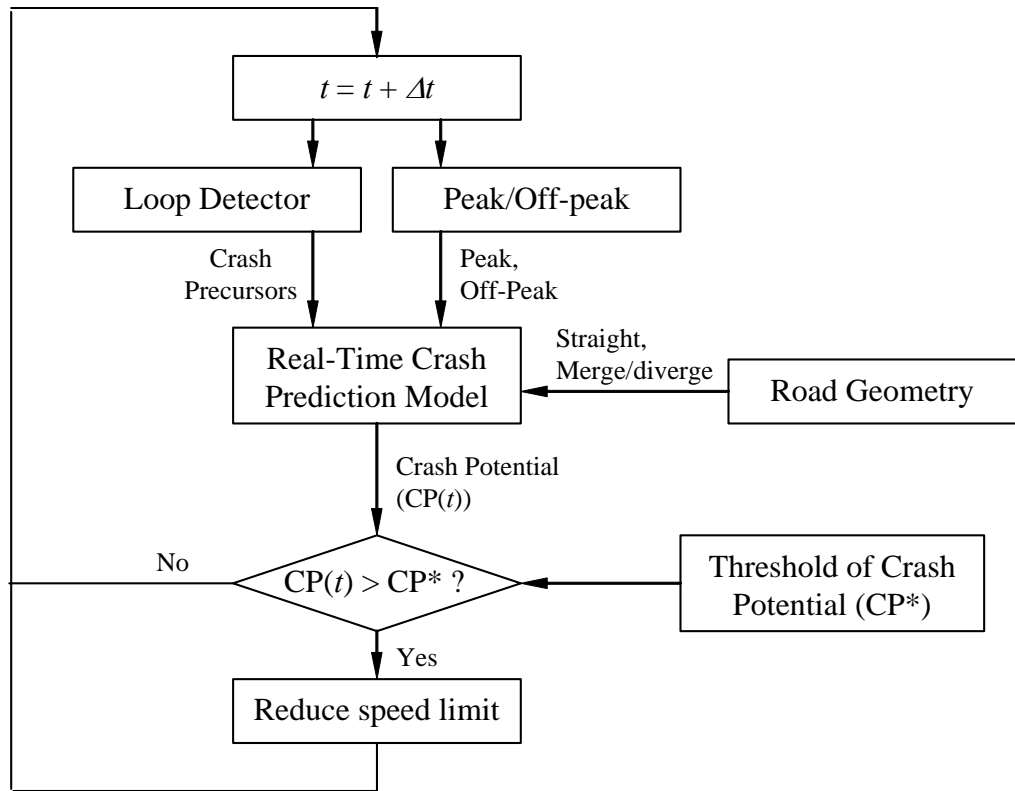 t = t + Δt
Loop Detector
Peak/Off-peak
Crash
Precursors
Peak,
Off-Peak
Real-Time Crash
Prediction Model
Straight,
Merge/diverge
Road Geometry
Crash Potential
(CP(t))
No
CP(t) > CP* ?
Threshold of Crash
Potential (CP*)
Yes
Reduce speed limit